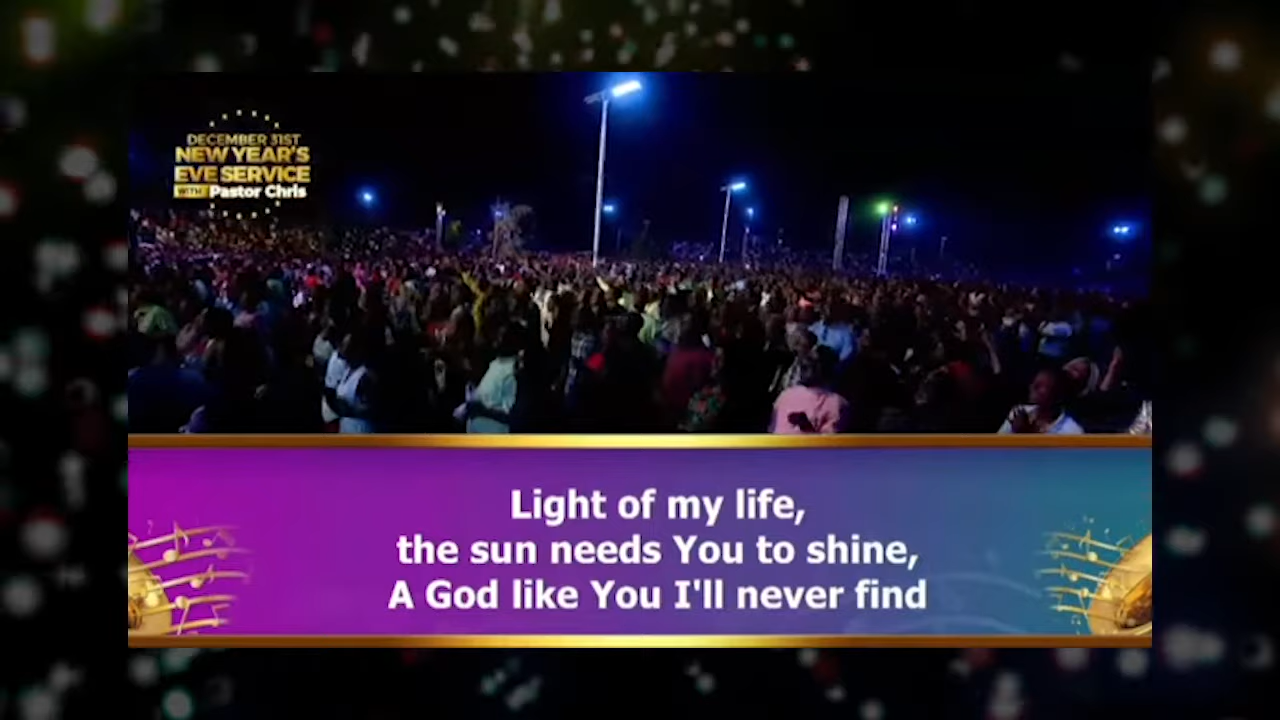 DECEMBER 31ST
NEW YEAR'S
EVE SERVICE
WITH Pastor Chris
Light of my life,
the sun needs You to shine,
A God like You I'll never find